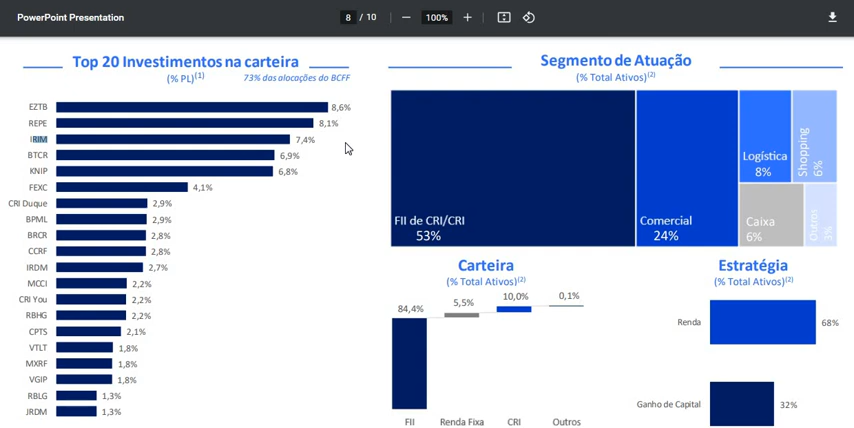 PowerPoint Presentation
8 / 10
100%
Top 20 Investimentos na carteira
(% PL)(1)
73% das alocações do BCFF
EZTB 8,6%
REPE 8,1%
IRIM 7,4%
BTCR 6,9%
KNIP 6,8%
FEXC 4,1%
CRI Duque 2,9%
BPML 2,9%
BRCR 2,8%
CCRF 2,8%
IRDM 2,7%
MCCI 2,2%
CRI You 2,2%
RBHG 2,2%
CPTS 2,1%
VTLT 1,8%
MXRF 1,8%
VGIP 1,8%
RBLG 1,3%
JRDM 1,3%
Segmento de Atuação
(% Total Ativos)(2)
FII de CRI/CRI
53%
Comercial
24%
Logística
8%
Shopping
6%
Caixa
6%
Outros
3%
Carteira
(% Total Ativos)(2)
84,4% 5,5% 10,0% 0,1%
FII Renda Fixa CRI Outros
Estratégia
(% Total Ativos)(2)
Renda 68%
Ganho de Capital 32%